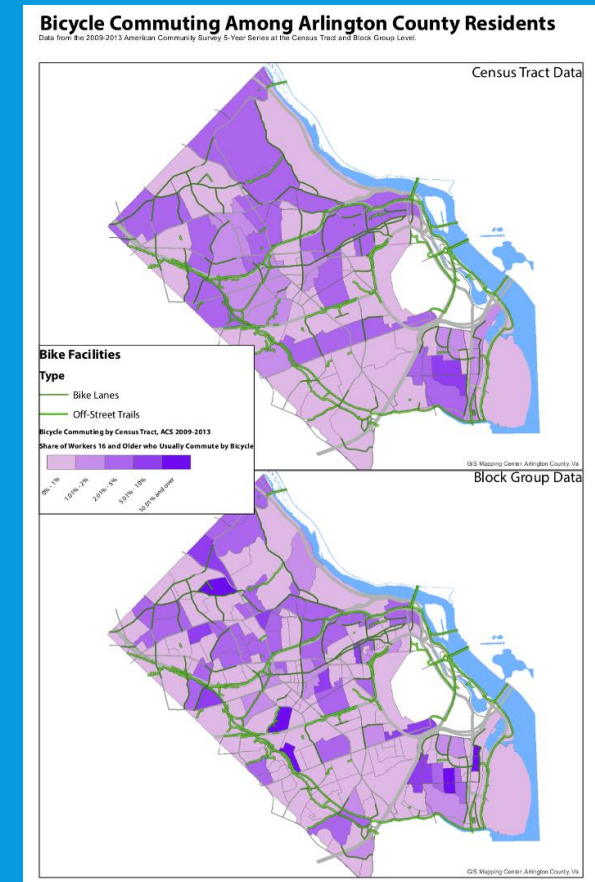 Bicycle Commuting Among Arlington County Residents
Data from the 2009-2013 American Community Survey 5-Year Series at the Census Tract and Block Group Level.
Census Tract Data
Bike Facilities
Type
Bike Lanes
Off-Street Trails
Bicycle Commuting by Census Tract, ACS 2009-2013
Share of Workers 16 and Older who Usually Commute by Bicycle
0% - 1%
1.01% - 2%
2.01% - 5%
5.01% - 10%
10.01% and over
GIS Mapping Center, Arlington County, Va
Block Group Data
GIS Mapping Center, Arlington County, Va